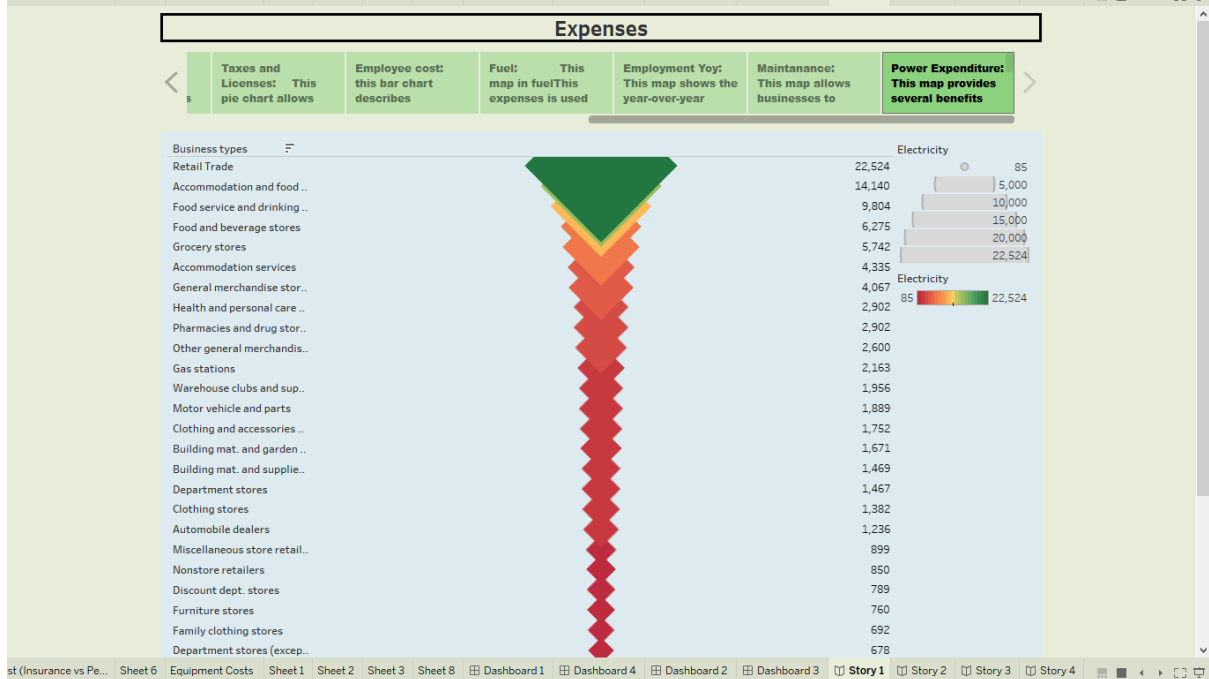 Expenses
s
Taxes and
Licenses: This
pie chart allows
Employee cost:
this bar chart
describes
Fuel: This
map in fuelThis
expenses is used
Employment Yoy:
This map shows the
year-over-year
Maintanance:
This map allows
businesses to
Power Expenditure:
This map provides
several benefits
Business types
Retail Trade 22,524
Accommodation and food .. 14,140
Food service and drinking .. 9,804
Food and beverage stores 6,275
Grocery stores 5,742
Accommodation services 4,335
General merchandise stor.. 4,067
Health and personal care .. 2,902
Pharmacies and drug stor.. 2,902
Other general merchandis.. 2,600
Gas stations 2,163
Warehouse clubs and sup.. 1,956
Motor vehicle and parts 1,889
Clothing and accessories .. 1,752
Building mat. and garden .. 1,671
Building mat. and supplie.. 1,469
Department stores 1,467
Clothing stores 1,382
Automobile dealers 1,236
Miscellaneous store retail.. 899
Nonstore retailers 850
Discount dept. stores 789
Furniture stores 760
Family clothing stores 692
Department stores (excep.. 678
Electricity
85
5,000
10,000
15,000
20,000
22,524
Electricity
85 22,524
st (Insurance vs Pe... Sheet 6 Equipment Costs Sheet 1 Sheet 2 Sheet 3 Sheet 8 Dashboard 1 Dashboard 4 Dashboard 2 Dashboard 3 Story 1 Story 2 Story 3 Story 4